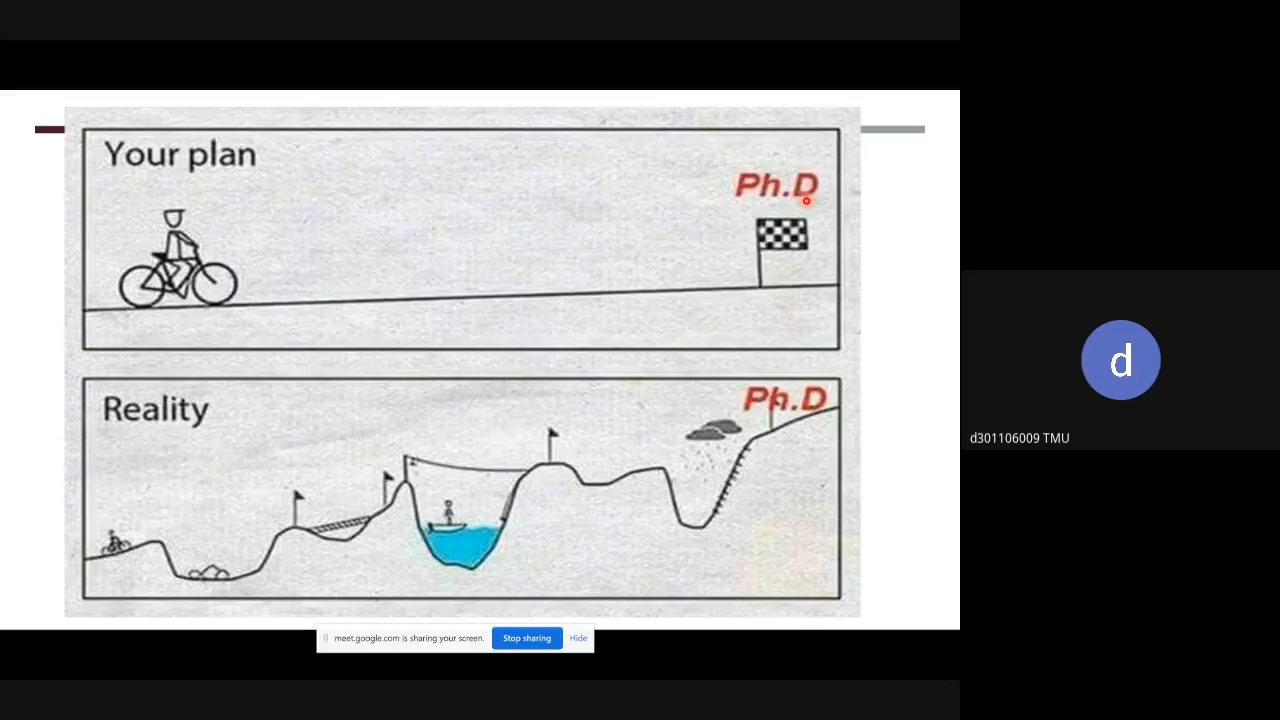 Your plan
Ph.D
Reality
Ph.D
meet.google.com is sharing your screen.
Stop sharing
Hide
d
d301106009 TMU